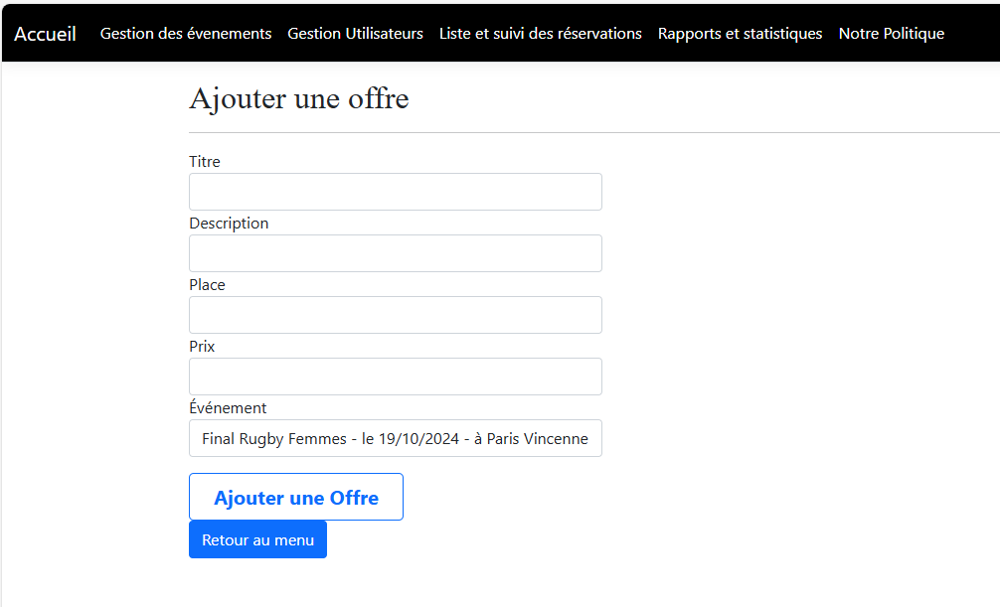 Accueil Gestion des évenements Gestion Utilisateurs Liste et suivi des réservations Rapports et statistiques Notre Politique
Ajouter une offre
Titre
Description
Place
Prix
Événement
Final Rugby Femmes - le 19/10/2024 - à Paris Vincenne
Ajouter une Offre
Retour au menu